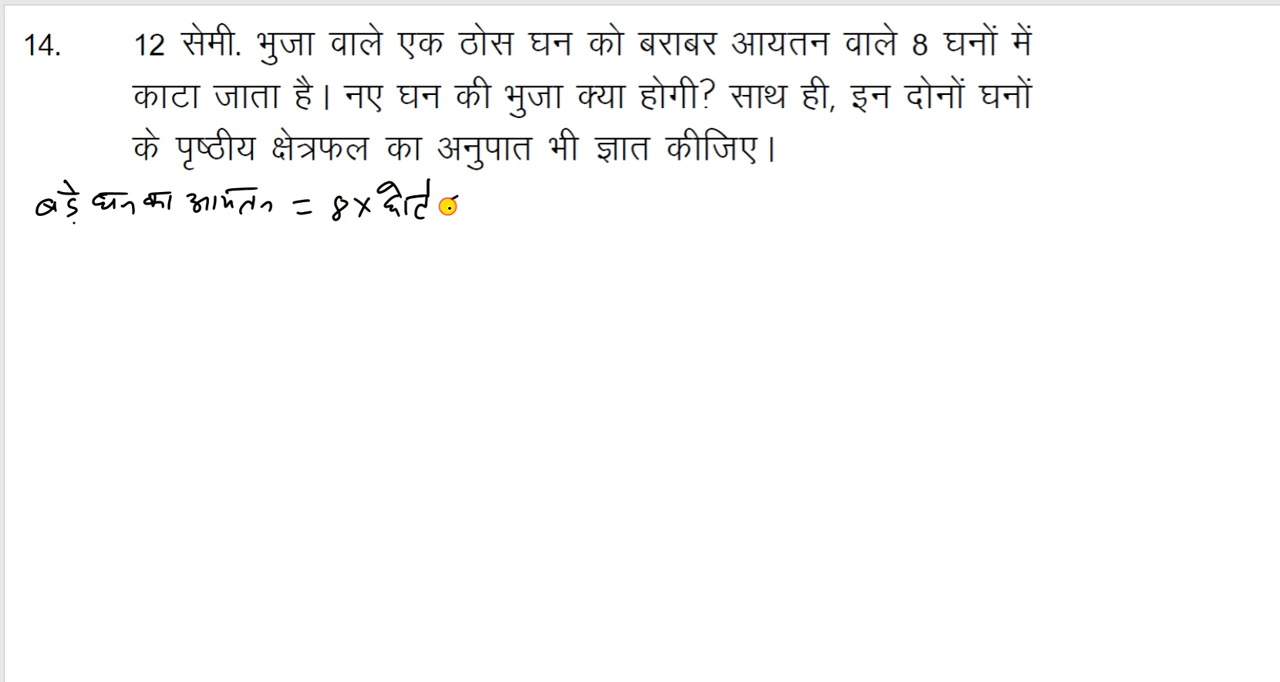 14. 12 सेमी. भुजा वाले एक ठोस घन को बराबर आयतन वाले 8 घनों में
काटा जाता है। नए घन की भुजा क्या होगी? साथ ही, इन दोनों घनों
के पृष्ठीय क्षेत्रफल का अनुपात भी ज्ञात कीजिए।
बड़े घन का आयतन = 8 × छोटे